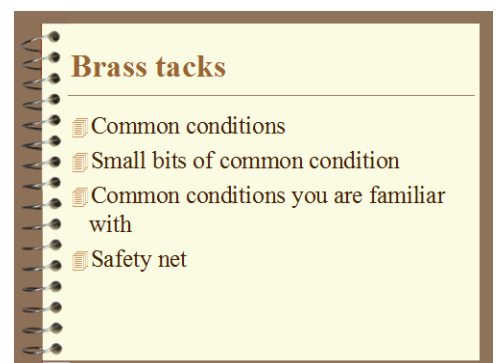 Brass tacks
Common conditions
Small bits of common condition
Common conditions you are familiar
with
Safety net